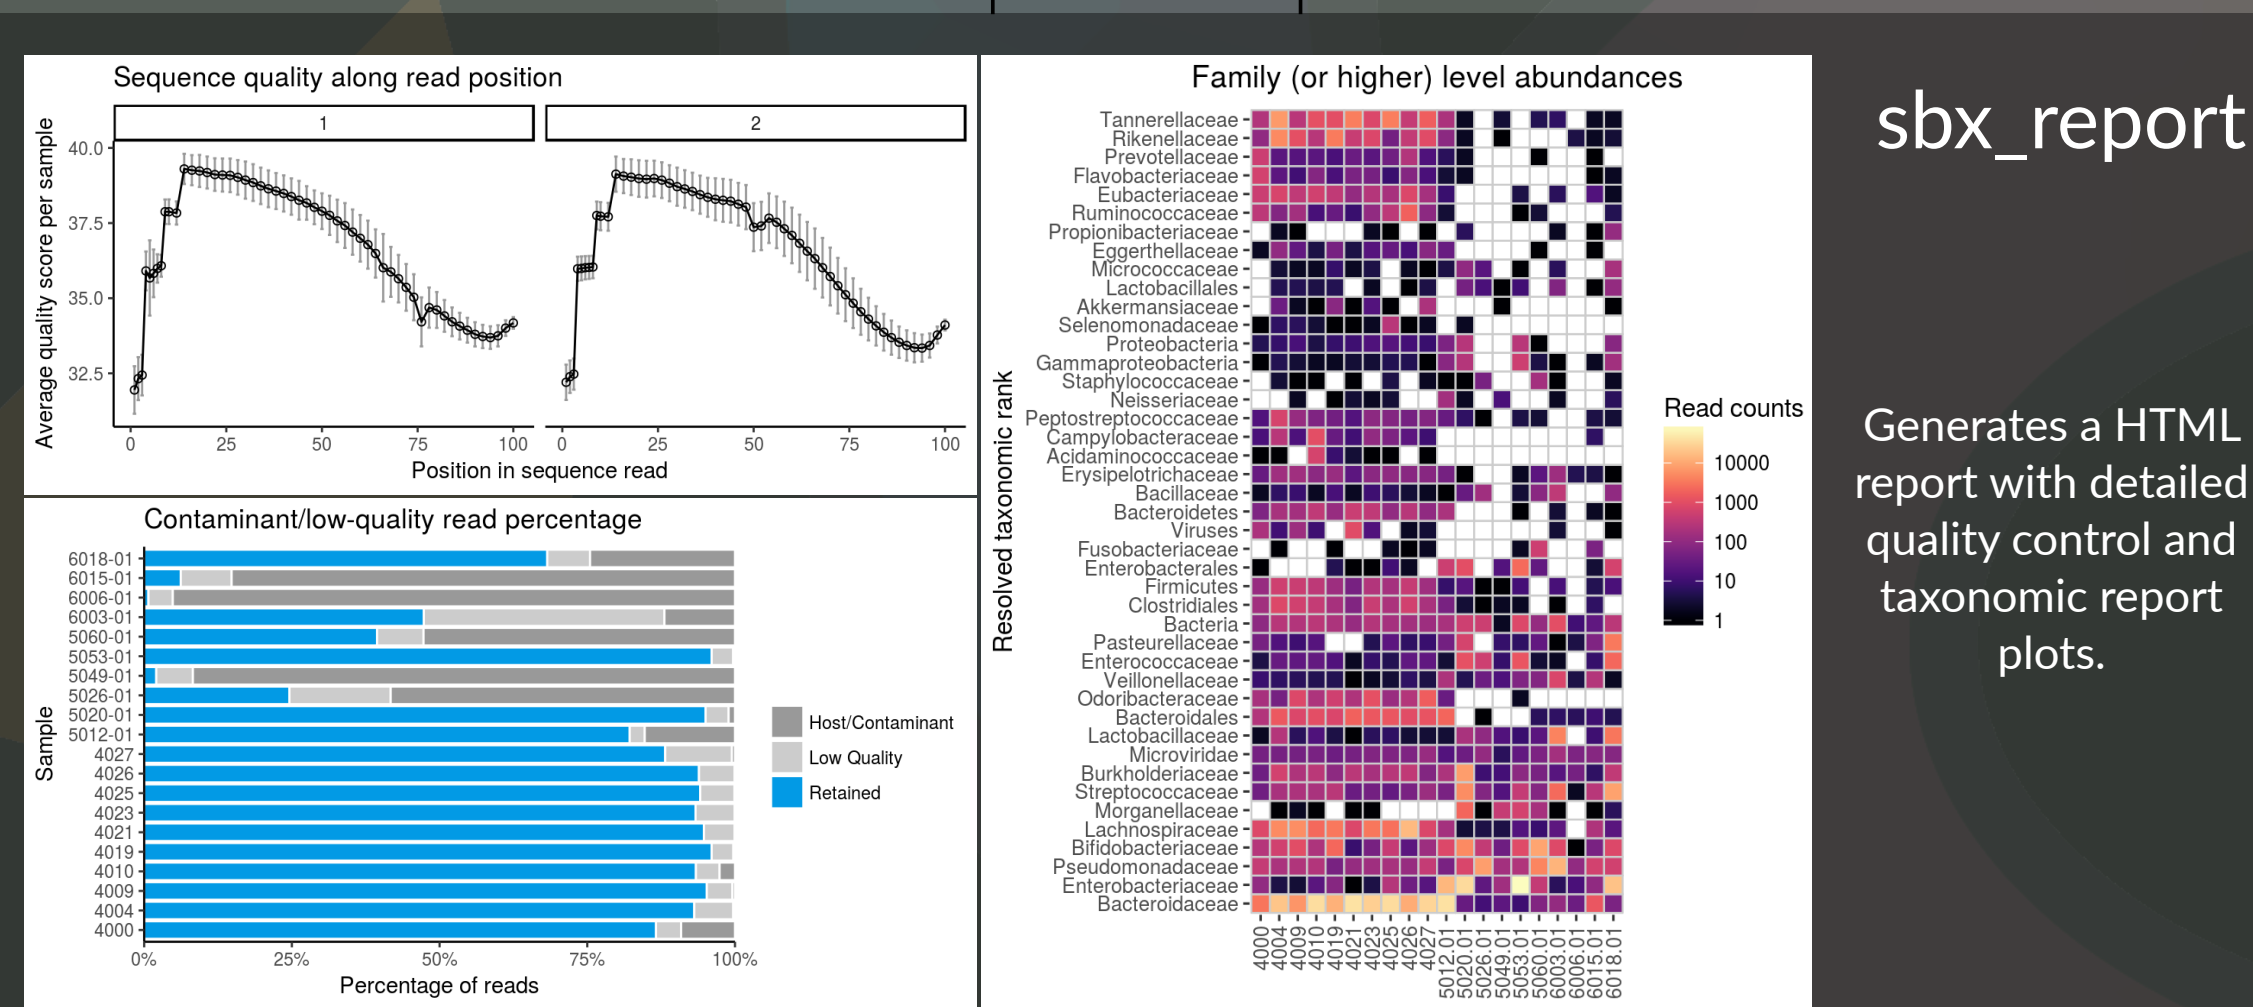 Sequence quality along read position
1
2
Average quality score per sample
40.0
37.5
35.0
32.5
0
25
50
75
100
0
25
50
75
100
Position in sequence read
Contaminant/low-quality read percentage
Sample
6018-01
6015-01
6006-01
6003-01
5060-01
5053-01
5049-01
5026-01
5020-01
5012-01
4027
4026
4025
4023
4021
4019
4010
4009
4004
4000
0%
25%
50%
75%
100%
Percentage of reads
Host/Contaminant
Low Quality
Retained
Family (or higher) level abundances
Resolved taxonomic rank
Tannerellaceae
Rikenellaceae
Prevotellaceae
Flavobacteriaceae
Eubacteriaceae
Ruminococcaceae
Propionibacteriaceae
Eggerthellaceae
Micrococcaceae
Lactobacillales
Akkermansiaceae
Selenomonadaceae
Proteobacteria
Gammaproteobacteria
Staphylococcaceae
Neisseriaceae
Peptostreptococcaceae
Campylobacteraceae
Acidaminococcaceae
Erysipelotrichaceae
Bacillaceae
Bacteroidetes
Viruses
Fusobacteriaceae
Enterobacterales
Firmicutes
Clostridiales
Bacteria
Pasteurellaceae
Enterococcaceae
Veillonellaceae
Odoribacteraceae
Bacteroidales
Lactobacillaceae
Microviridae
Burkholderiaceae
Streptococcaceae
Morganellaceae
Lachnospiraceae
Bifidobacteriaceae
Pseudomonadaceae
Enterobacteriaceae
Bacteroidaceae
4000
4004
4009
4010
4019
4021
4023
4025
4026
4027
5012.01
5020.01
5026.01
5049.01
5053.01
5060.01
6003.01
6006.01
6015.01
6018.01
Read counts
10000
1000
100
10
1
sbx_report
Generates a HTML
report with detailed
quality control and
taxonomic report
plots.